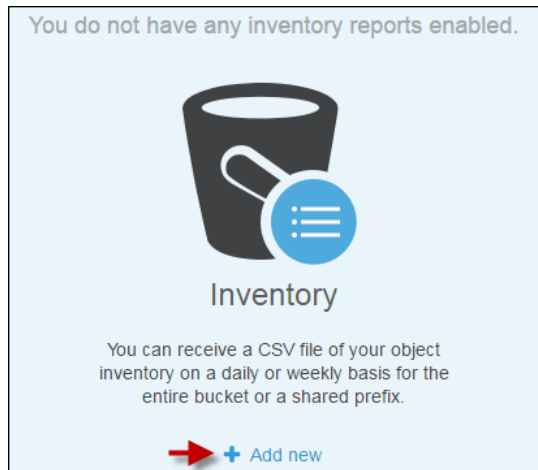 You do not have any inventory reports enabled.
Inventory
You can receive a CSV file of your object
inventory on a daily or weekly basis for the
entire bucket or a shared prefix.
+ Add new